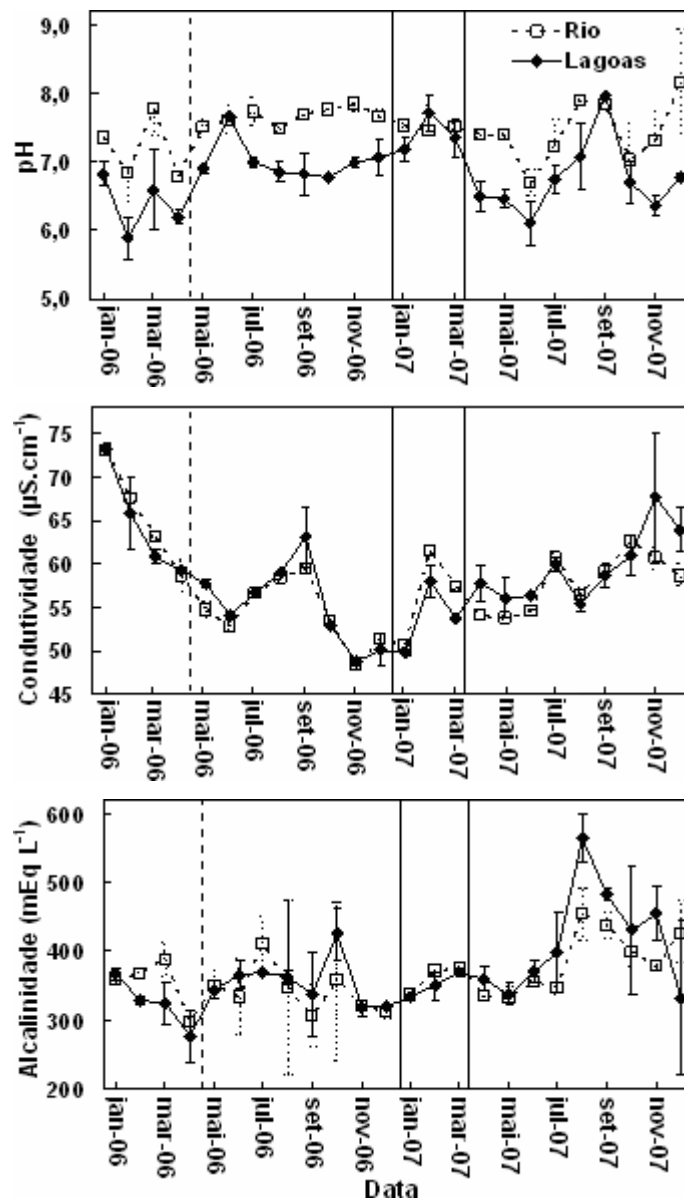 9,0
8,0
7,0
6,0
5,0
pH
Rio
Lagoas
jan-06
mar-06
mai-06
jul-06
set-06
nov-06
jan-07
mar-07
mai-07
jul-07
set-07
nov-07
75
70
65
60
55
50
45
Condutividade (µS.cm⁻¹)
jan-06
mar-06
mai-06
jul-06
set-06
nov-06
jan-07
mar-07
mai-07
jul-07
set-07
nov-07
600
500
400
300
200
Alcalinidade (mEq L⁻¹)
jan-06
mar-06
mai-06
jul-06
set-06
nov-06
jan-07
mar-07
mai-07
jul-07
set-07
nov-07
Data